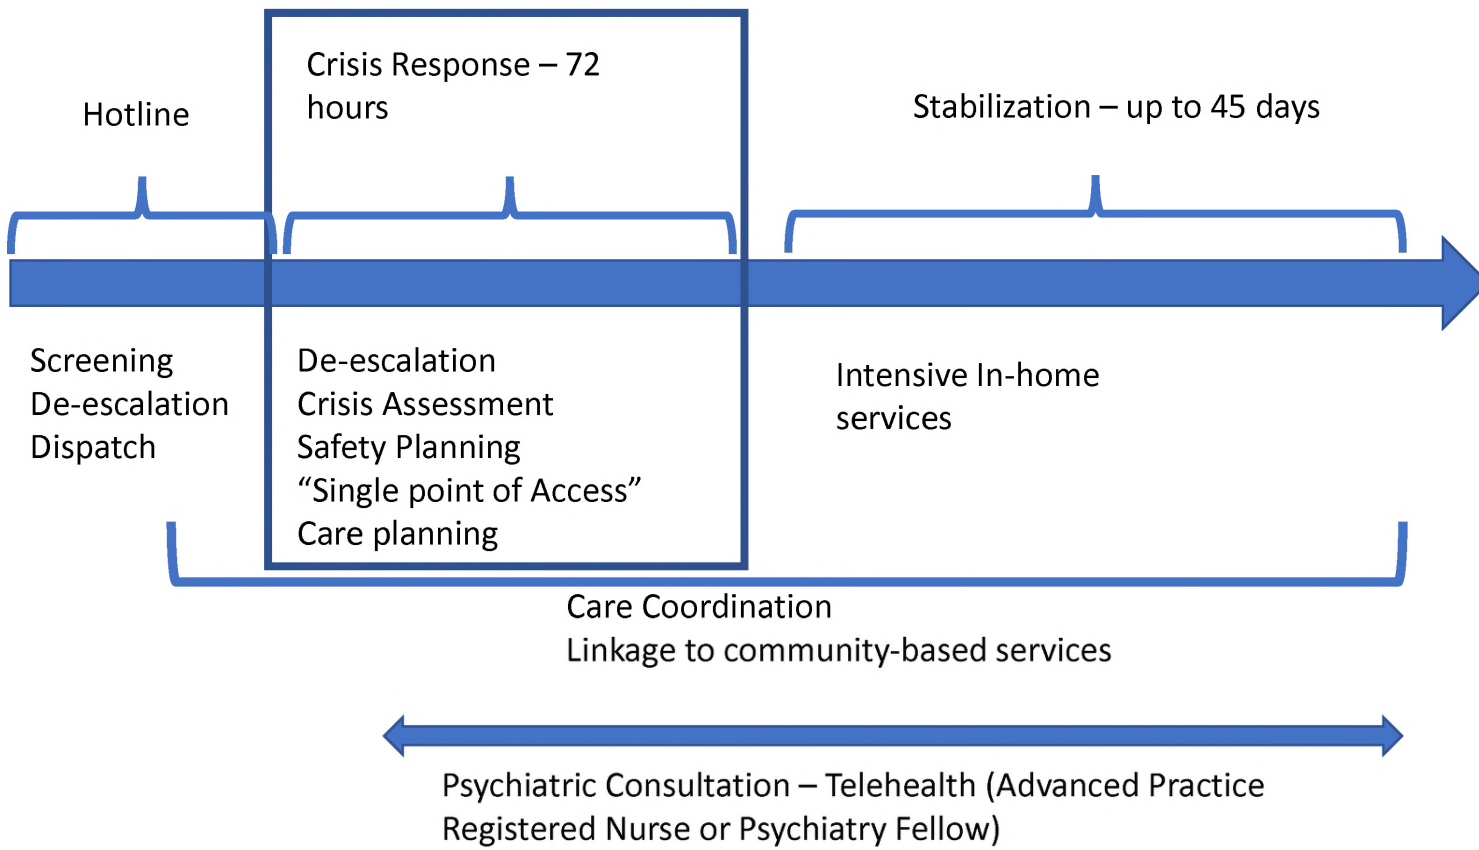 Hotline
Crisis Response – 72
hours
Stabilization – up to 45 days
Screening
De-escalation
Dispatch
De-escalation
Crisis Assessment
Safety Planning
“Single point of Access”
Care planning
Intensive In-home
services
Care Coordination
Linkage to community-based services
Psychiatric Consultation – Telehealth (Advanced Practice
Registered Nurse or Psychiatry Fellow)